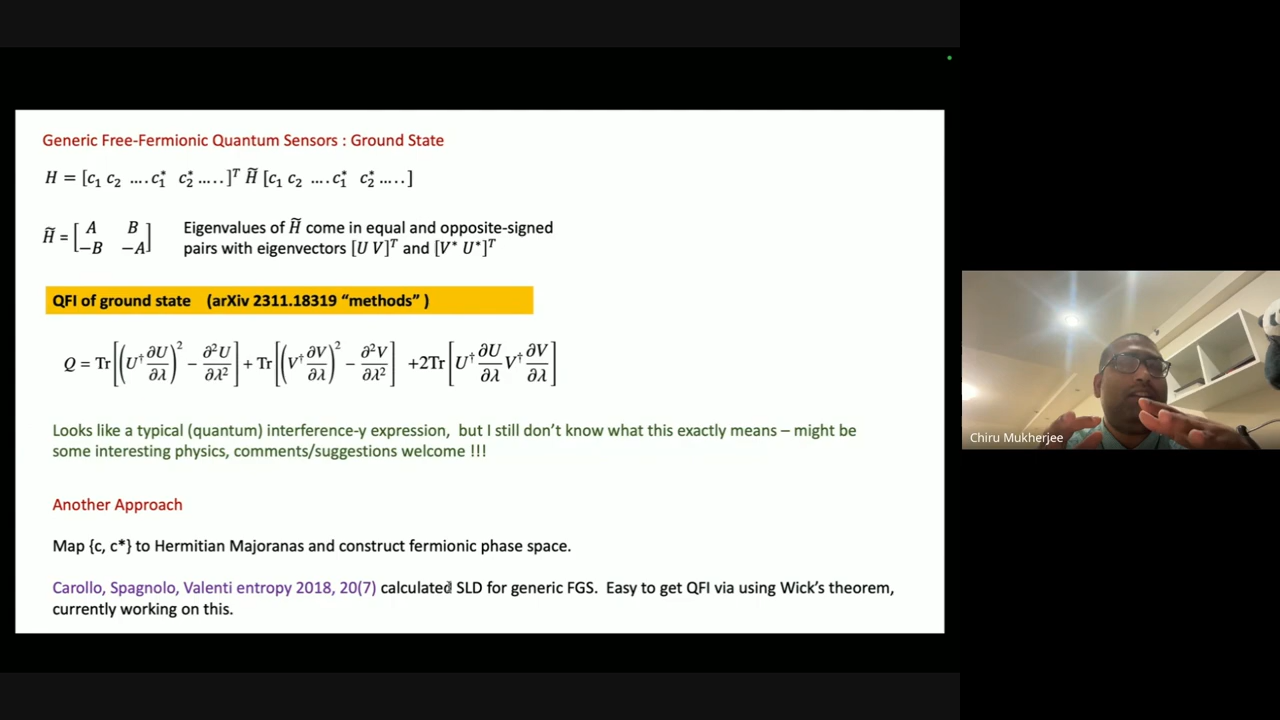 Generic Free-Fermionic Quantum Sensors : Ground State
H = [c₁ c₂ ....c₁* c₂*.....]ᵀ H̃ [c₁ c₂ ....c₁* c₂*.....]
H̃ = [A B; −B −A] Eigenvalues of H̃ come in equal and opposite-signed
pairs with eigenvectors [U V]ᵀ and [V* U*]ᵀ
QFI of ground state (arXiv 2311.18319 “methods” )
Q = Tr[(U† ∂U/∂λ)² − ∂²U/∂λ²] + Tr[(V† ∂V/∂λ)² − ∂²V/∂λ²] +2Tr[U† ∂U/∂λ V† ∂V/∂λ]
Looks like a typical (quantum) interference-y expression, but I still don’t know what this exactly means – might be
some interesting physics, comments/suggestions welcome !!!
Another Approach
Map {c, c*} to Hermitian Majoranas and construct fermionic phase space.
Carollo, Spagnolo, Valenti entropy 2018, 20(7) calculated SLD for generic FGS. Easy to get QFI via using Wick’s theorem,
currently working on this.
Chiru Mukherjee